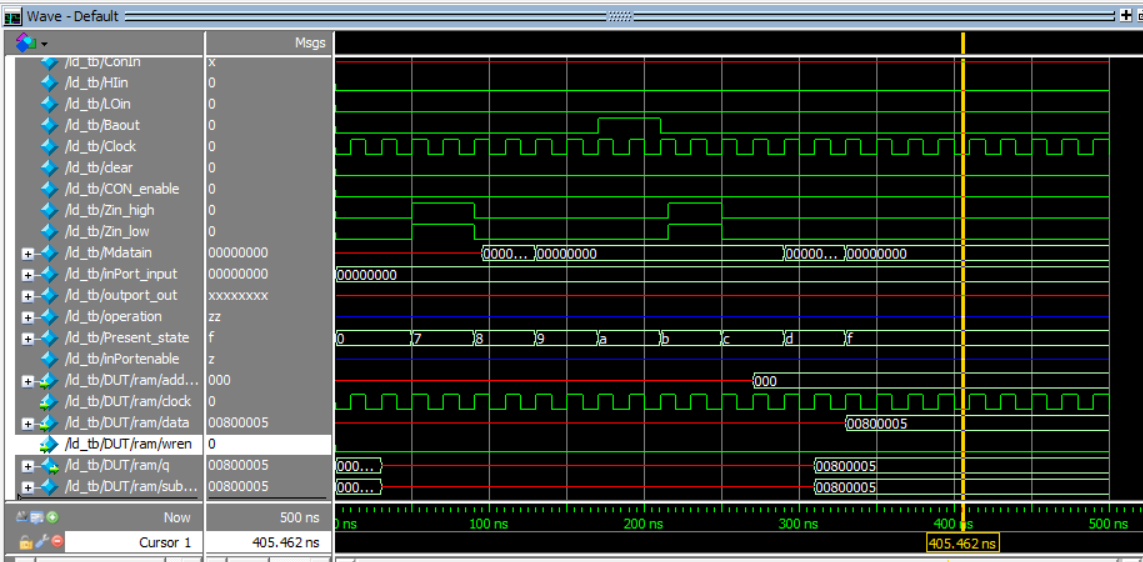 Wave - Default
Msgs
/ld_tb/ConIn x
/ld_tb/HIin 0
/ld_tb/LOin 0
/ld_tb/Baout 0
/ld_tb/Clock 0
/ld_tb/clear 0
/ld_tb/CON_enable 0
/ld_tb/Zin_high 0
/ld_tb/Zin_low 0
/ld_tb/Mdatain 00000000 0000... 00000000 00000... 00000000
/ld_tb/inPort_input 00000000 00000000
/ld_tb/outport_out xxxxxxxx
/ld_tb/operation zz
/ld_tb/Present_state f 0 7 8 9 a b c d f
/ld_tb/inPortenable z
/ld_tb/DUT/ram/add... 000 000
/ld_tb/DUT/ram/clock 0
/ld_tb/DUT/ram/data 00800005 00800005
/ld_tb/DUT/ram/wren 0
/ld_tb/DUT/ram/q 00800005 000... 00800005
/ld_tb/DUT/ram/sub... 00800005 000... 00800005
Now 500 ns ns 100 ns 200 ns 300 ns 400 ns 500 ns
Cursor 1 405.462 ns 405.462 ns